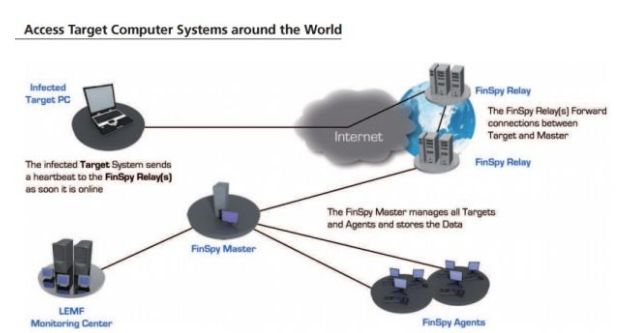 Access Target Computer Systems around the World
Infected
Target PC
FinSpy Relay
The FinSpy Relay(s) Forward
connections between
Target and Master
Internet
FinSpy Relay
The infected Target System sends
a heartbeat to the FinSpy Relay(s)
as soon it is online
The FinSpy Master manages all Targets
and Agents and stores the Data
FinSpy Master
LEMF
Monitoring Center
FinSpy Agents